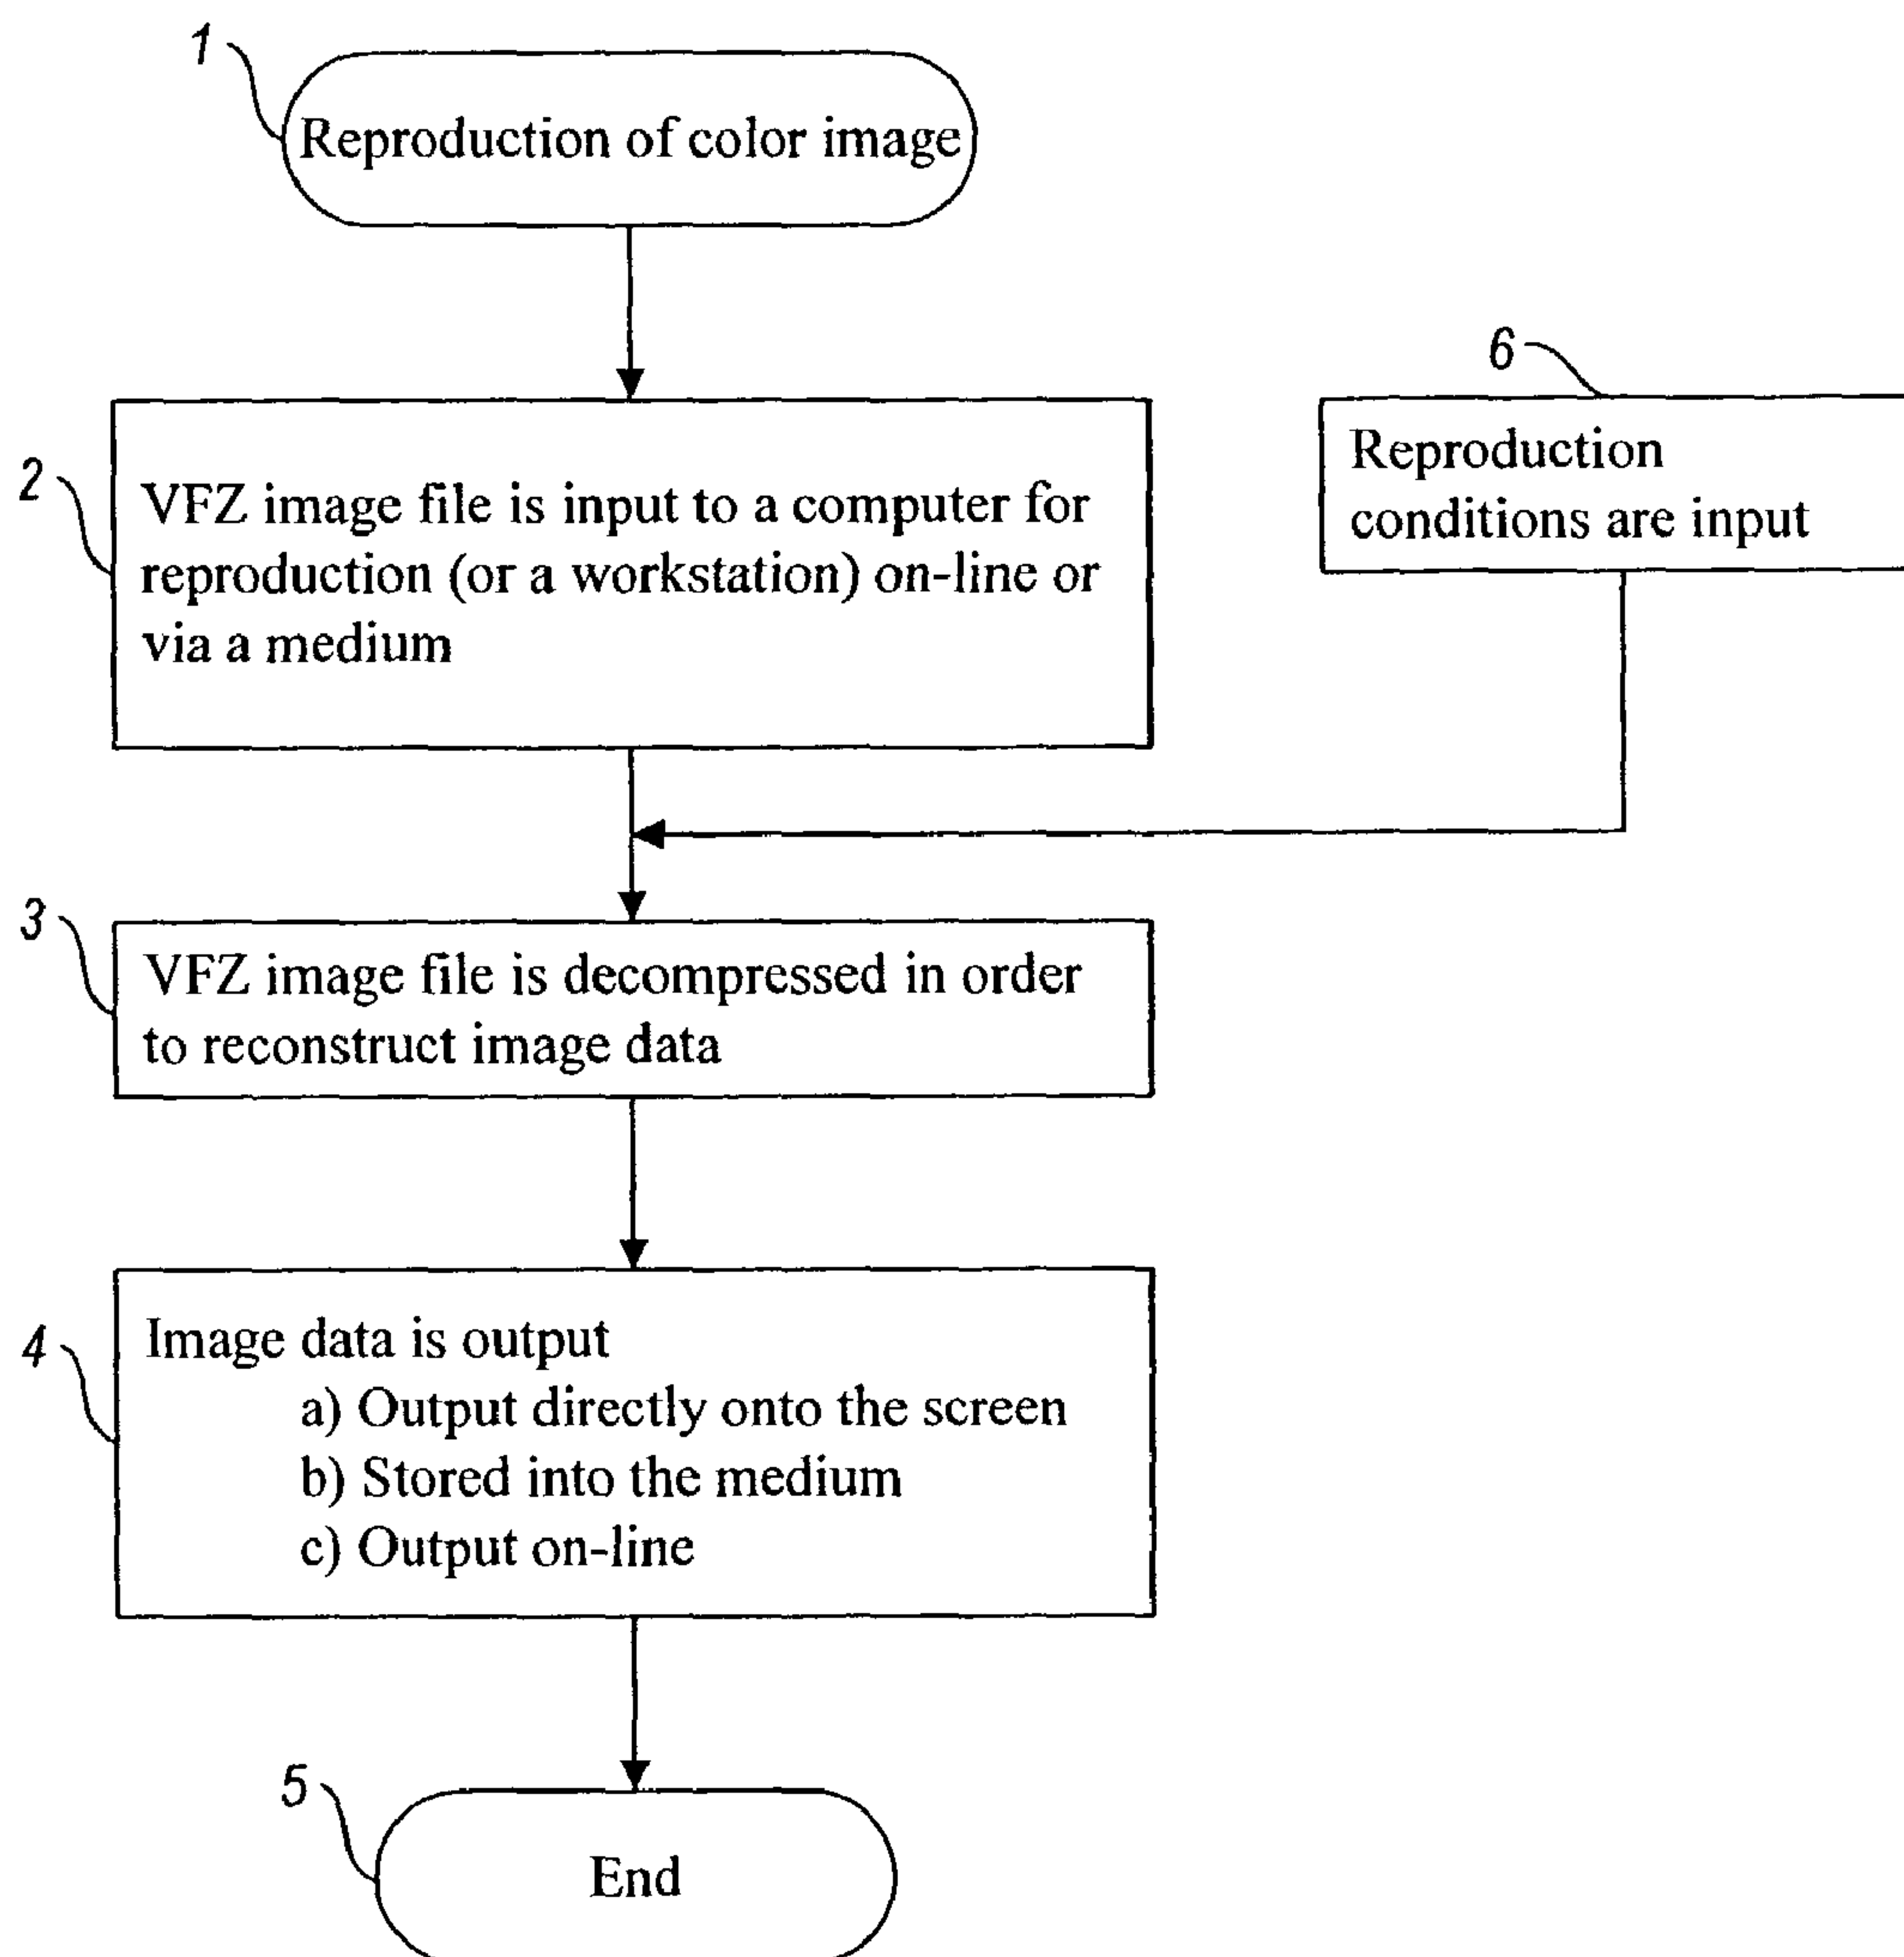 1
Reproduction of color image
2
VFZ image file is input to a computer for
reproduction (or a workstation) on-line or
via a medium
6
Reproduction
conditions are input
3
VFZ image file is decompressed in order
to reconstruct image data
4
Image data is output
a) Output directly onto the screen
b) Stored into the medium
c) Output on-line
5
End